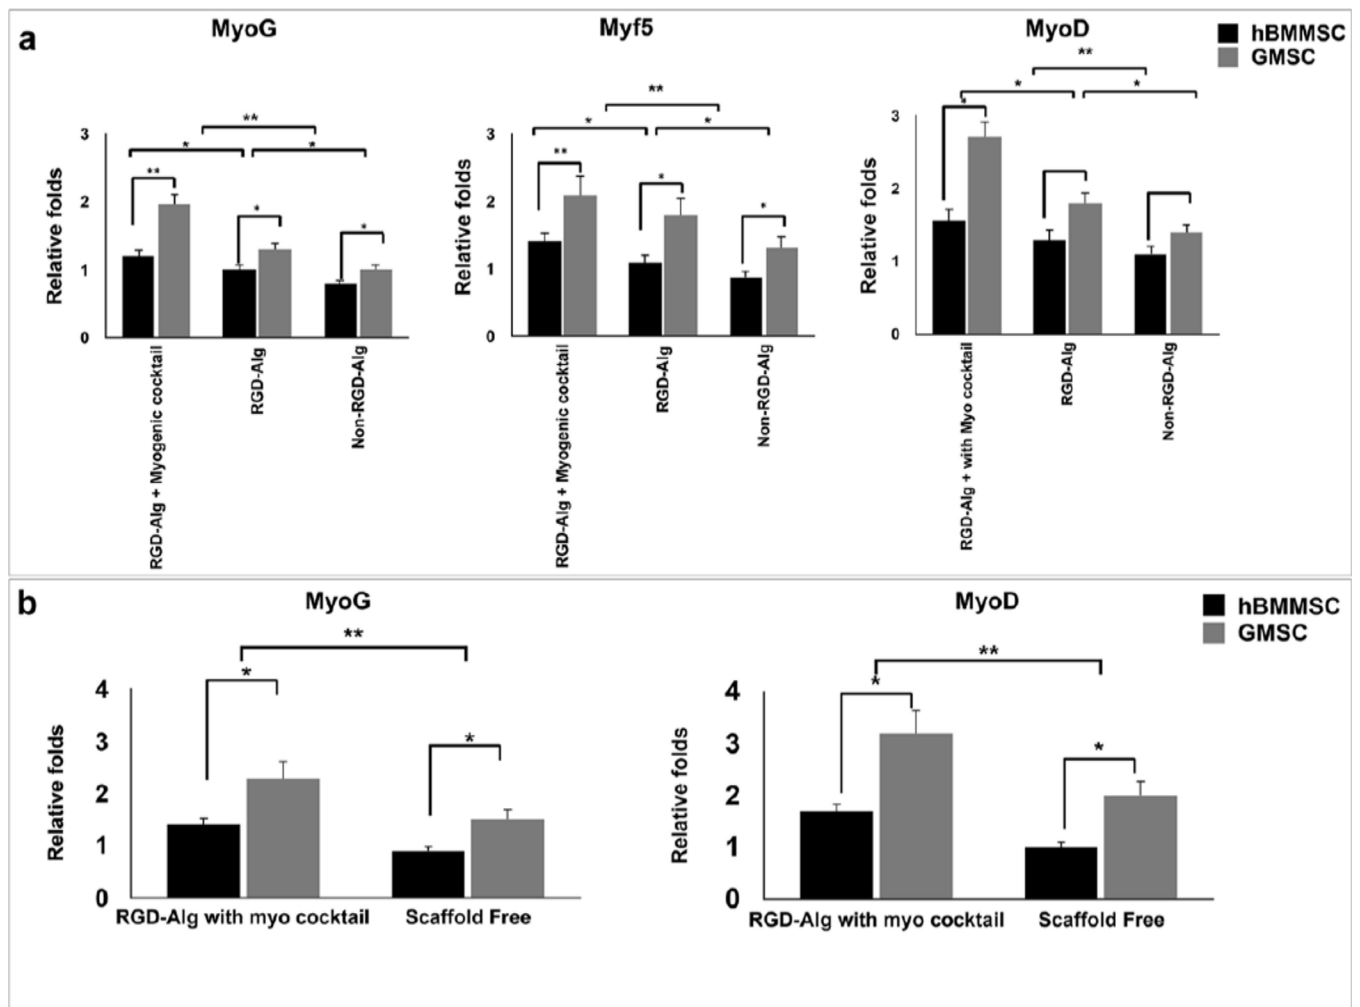 a
MyoG
Myf5
MyoD
hBMMSC
GMSC
**
*
*
**
*
*
3
2
1
0
Relative folds
RGD-Alg + Myogenic cocktail
RGD-Alg
Non-RGD-Alg
**
*
*
**
*
*
3
2
1
0
Relative folds
RGD-Alg + Myogenic cocktail
RGD-Alg
Non-RGD-Alg
**
*
*
*
3
2
1
0
Relative folds
RGD-Alg + with Myo cocktail
RGD-Alg
Non-RGD-Alg
b
MyoG
MyoD
hBMMSC
GMSC
**
*
*
4
3
2
1
0
Relative folds
RGD-Alg with myo cocktail
Scaffold Free
**
*
*
4
3
2
1
0
Relative folds
RGD-Alg with myo cocktail
Scaffold Free